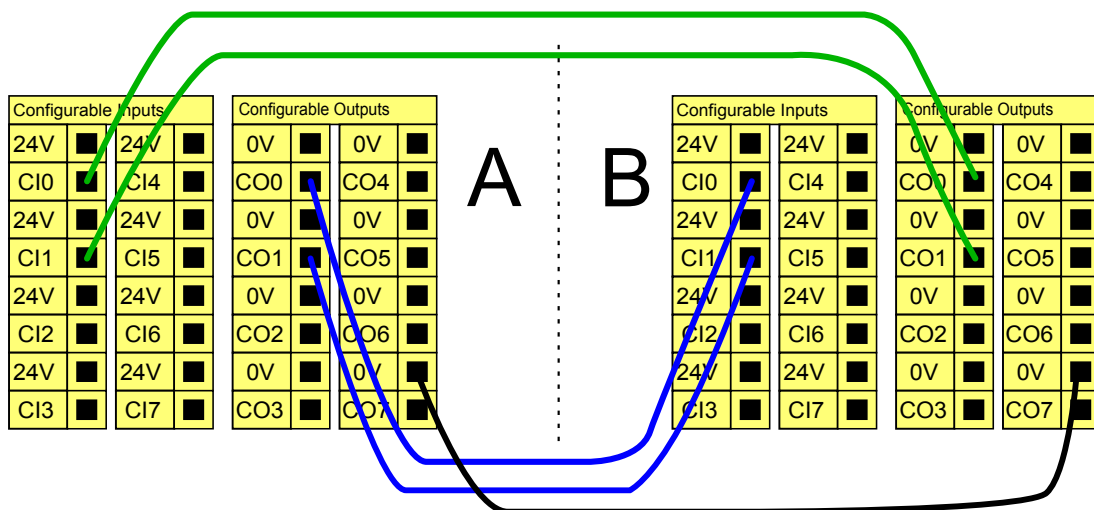 Configurable Inputs
24V 24V
CI0 CI4
24V 24V
CI1 CI5
24V 24V
CI2 CI6
24V 24V
CI3 CI7
Configurable Outputs
0V 0V
CO0 CO4
0V 0V
CO1 CO5
0V 0V
CO2 CO6
0V 0V
CO3 CO7
A
B
Configurable Inputs
24V 24V
CI0 CI4
24V 24V
CI1 CI5
24V 24V
CI2 CI6
24V 24V
CI3 CI7
Configurable Outputs
0V 0V
CO0 CO4
0V 0V
CO1 CO5
0V 0V
CO2 CO6
0V 0V
CO3 CO7